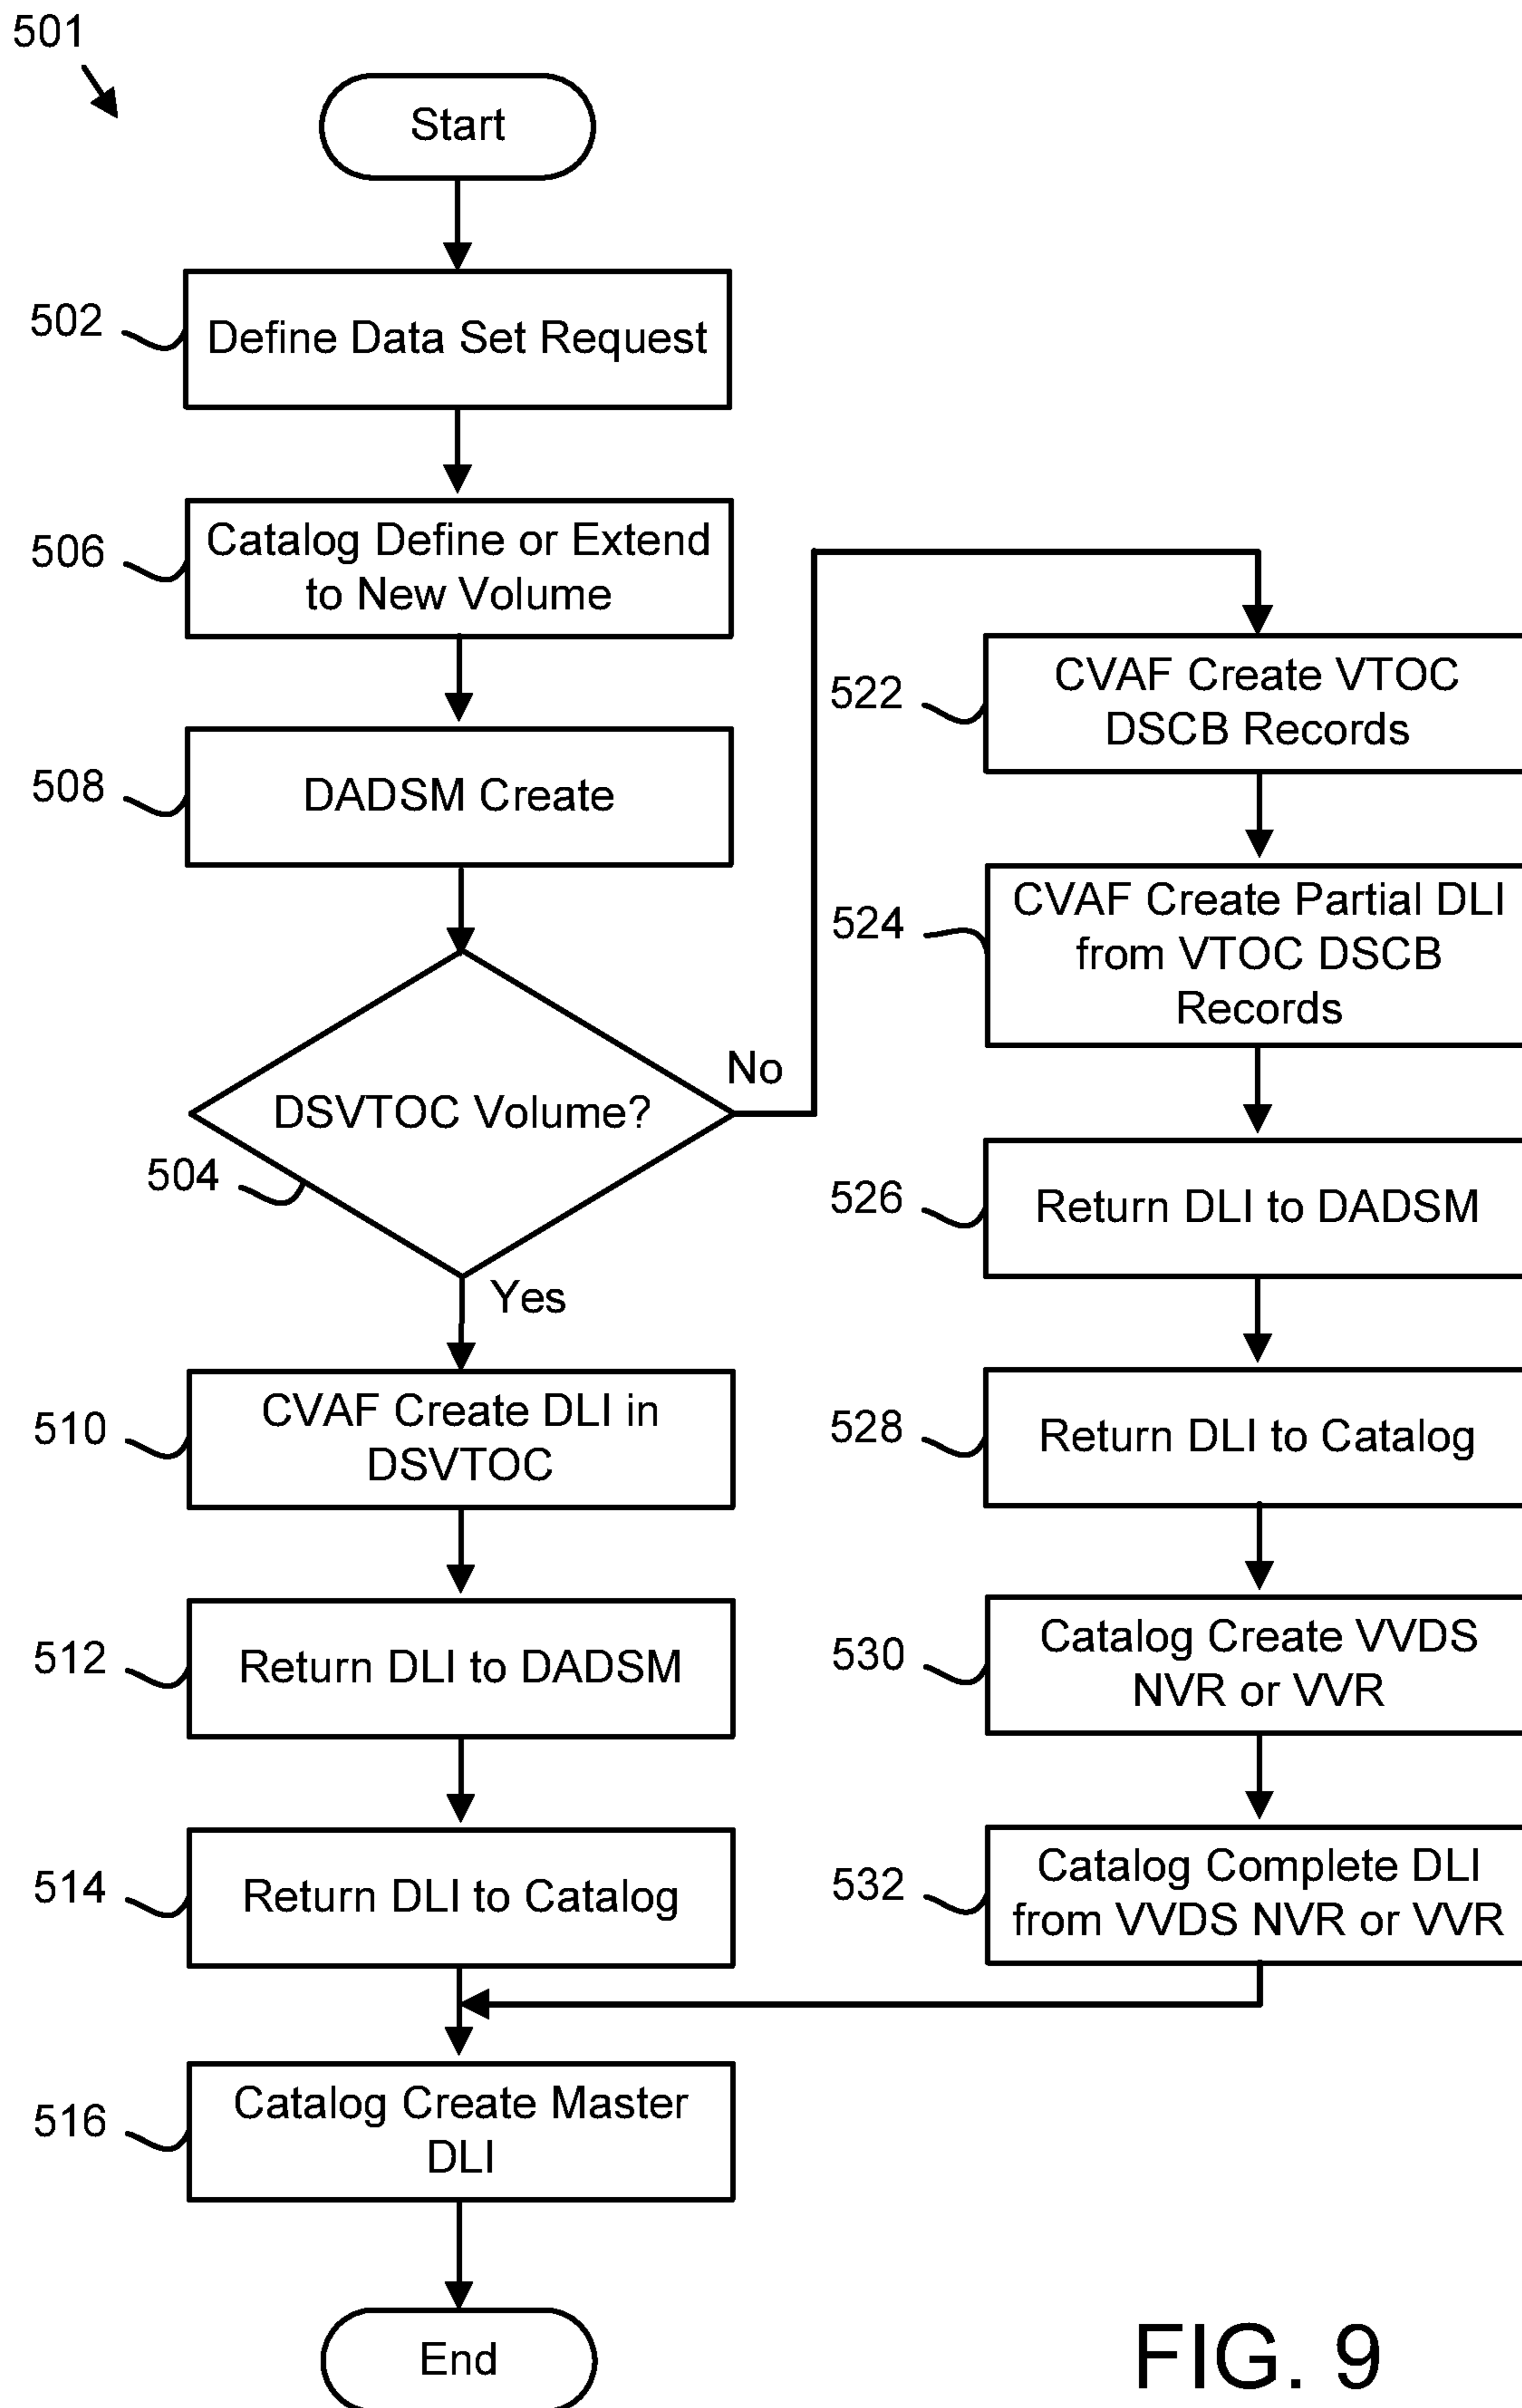 501
Start
502
Define Data Set Request
506
Catalog Define or Extend
to New Volume
508
DADSM Create
DSVTOC Volume?
504
No
Yes
510
CVAF Create DLI in
DSVTOC
512
Return DLI to DADSM
514
Return DLI to Catalog
516
Catalog Create Master
DLI
End
522
CVAF Create VTOC
DSCB Records
524
CVAF Create Partial DLI
from VTOC DSCB
Records
526
Return DLI to DADSM
528
Return DLI to Catalog
530
Catalog Create VVDS
NVR or VVR
532
Catalog Complete DLI
from VVDS NVR or VVR
FIG. 9